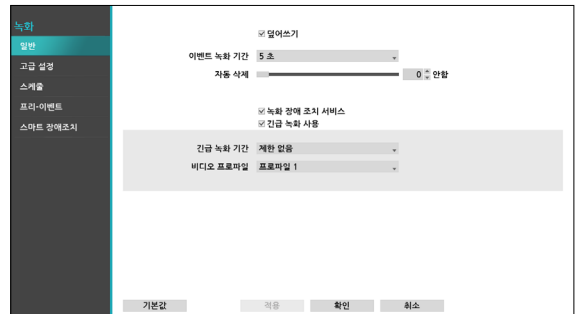 녹화
일반
고급 설정
스케줄
프리-이벤트
스마트 장애조치
덮어쓰기
이벤트 녹화 기간 5 초
자동 삭제 0 안함
녹화 장애 조치 서비스
긴급 녹화 사용
긴급 녹화 기간 제한 없음
비디오 프로파일 프로파일 1
기본값 적용 확인 취소